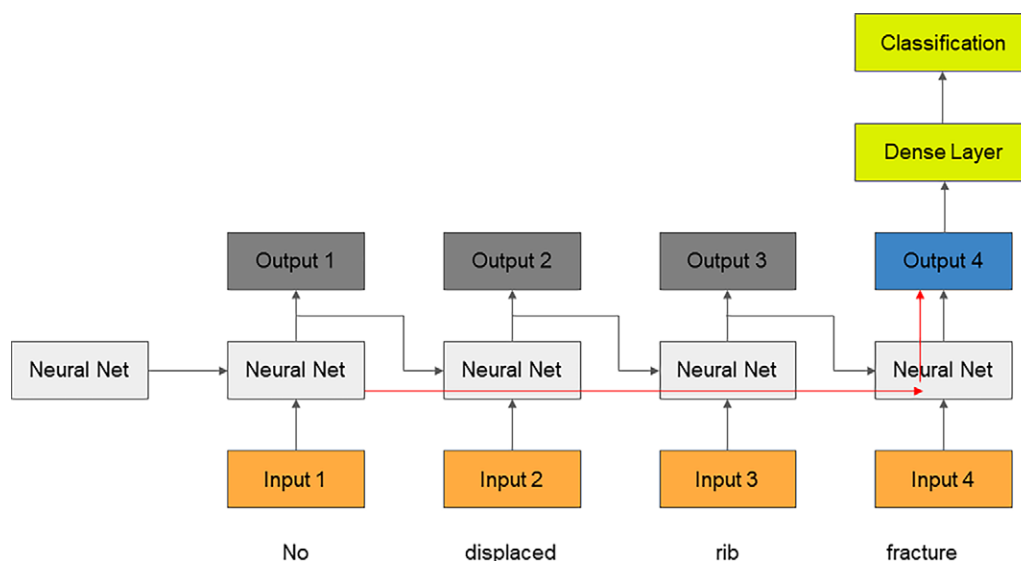 Classification
Dense Layer
Output 1 Output 2 Output 3 Output 4
Neural Net Neural Net Neural Net Neural Net Neural Net
Input 1 Input 2 Input 3 Input 4
No displaced rib fracture